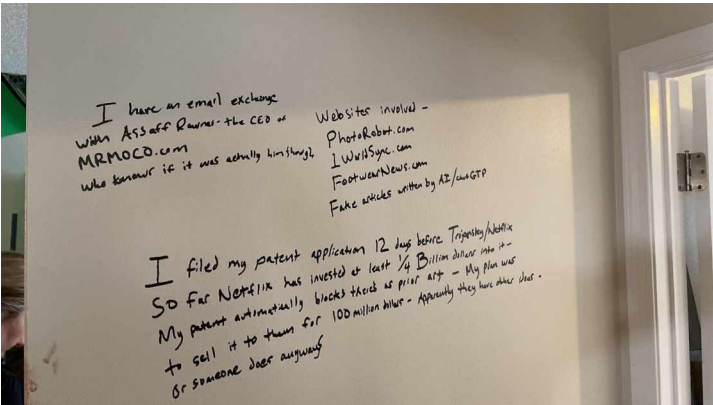 I have an email exchange
with Assaff Rawner - the CEO of
MRMOCO.com
who knows if it was actually him though,
Websites involved -
PhotoRobot.com
1WorldSync.com
FootwearNews.com
Fake articles written by AI/chatGTP
I filed my patent application 12 days before /Netflix
So far Netflix has invested at least 1/4 Billion dollars into it -
My patent automatically blocks theirs as prior art - My plan was
to sell it to them for 100 million dollars - Apparently they have other ideas.
Or someone does anyways